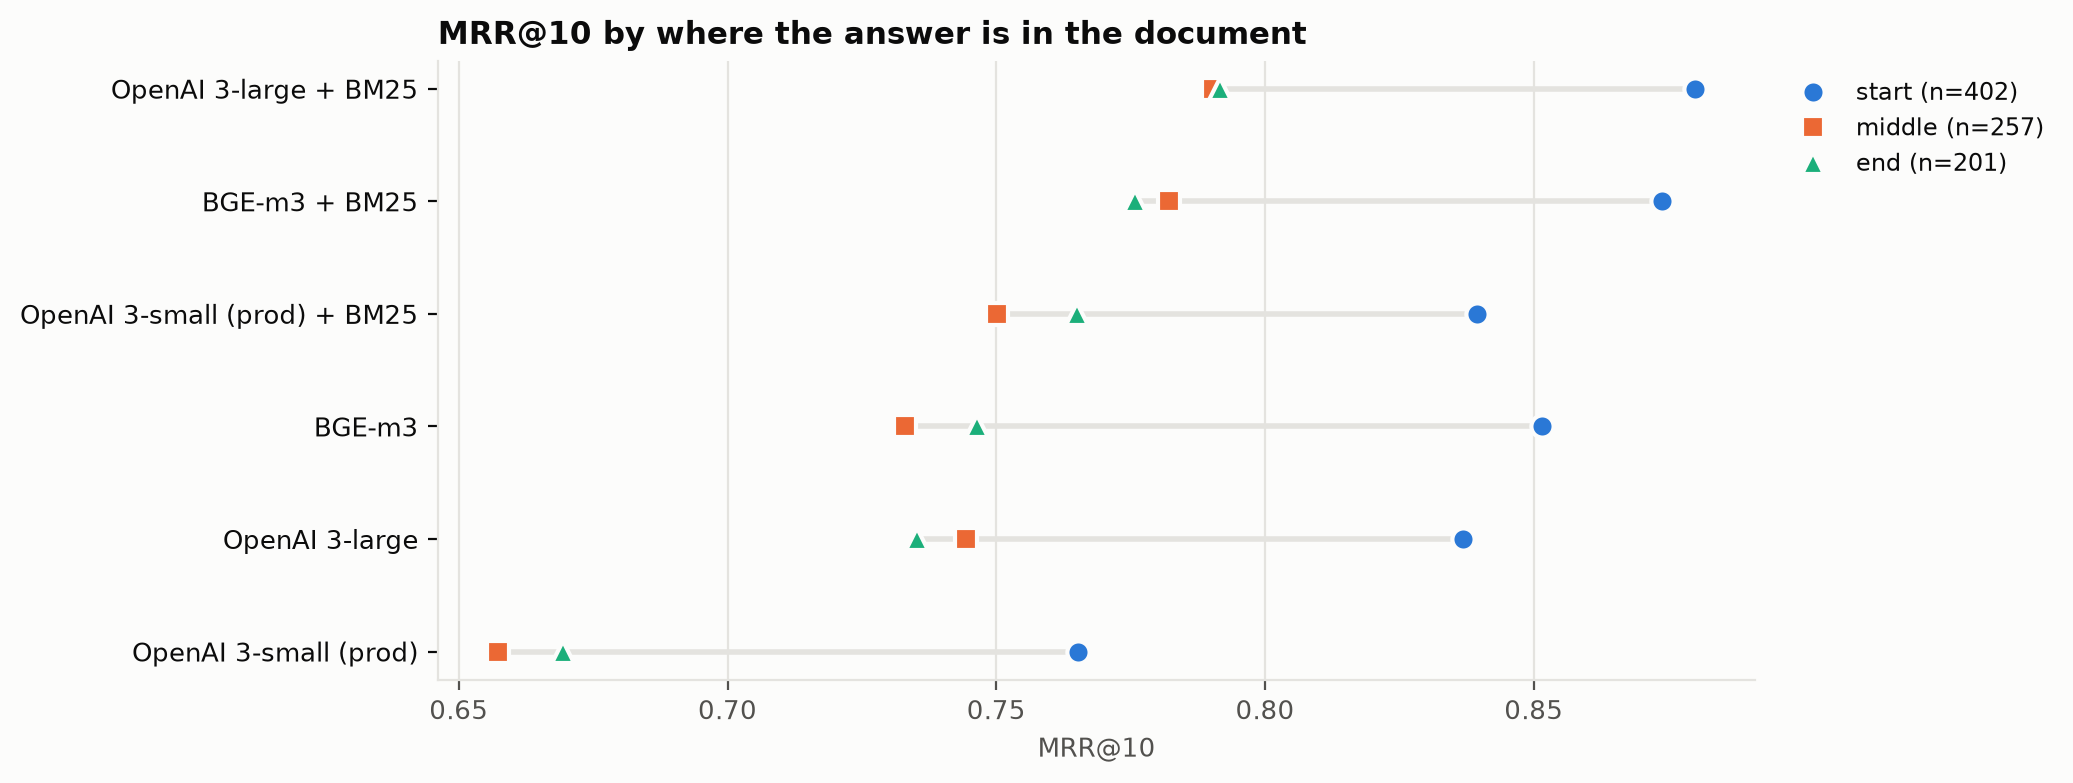 MRR@10 by where the answer is in the document
OpenAI 3-large + BM25
BGE-m3 + BM25
OpenAI 3-small (prod) + BM25
BGE-m3
OpenAI 3-large
OpenAI 3-small (prod)
start (n=402)
middle (n=257)
end (n=201)
0.65 0.70 0.75 0.80 0.85
MRR@10